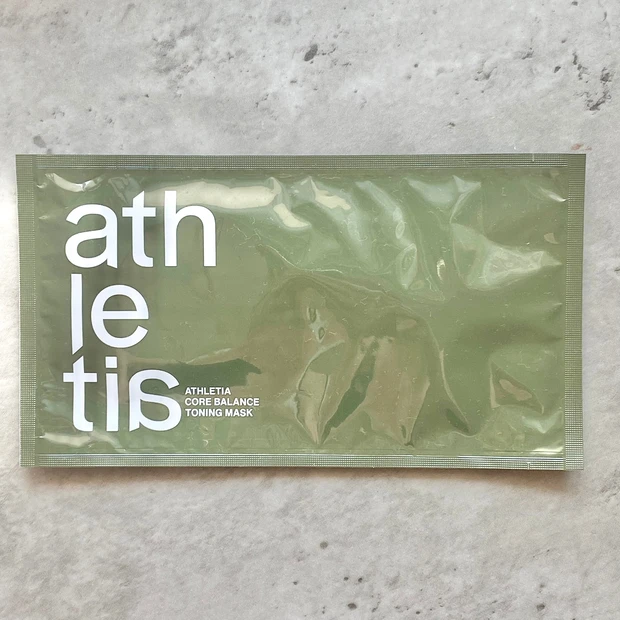 ath
le
tia
ATHLETIA
CORE BALANCE
TONING MASK